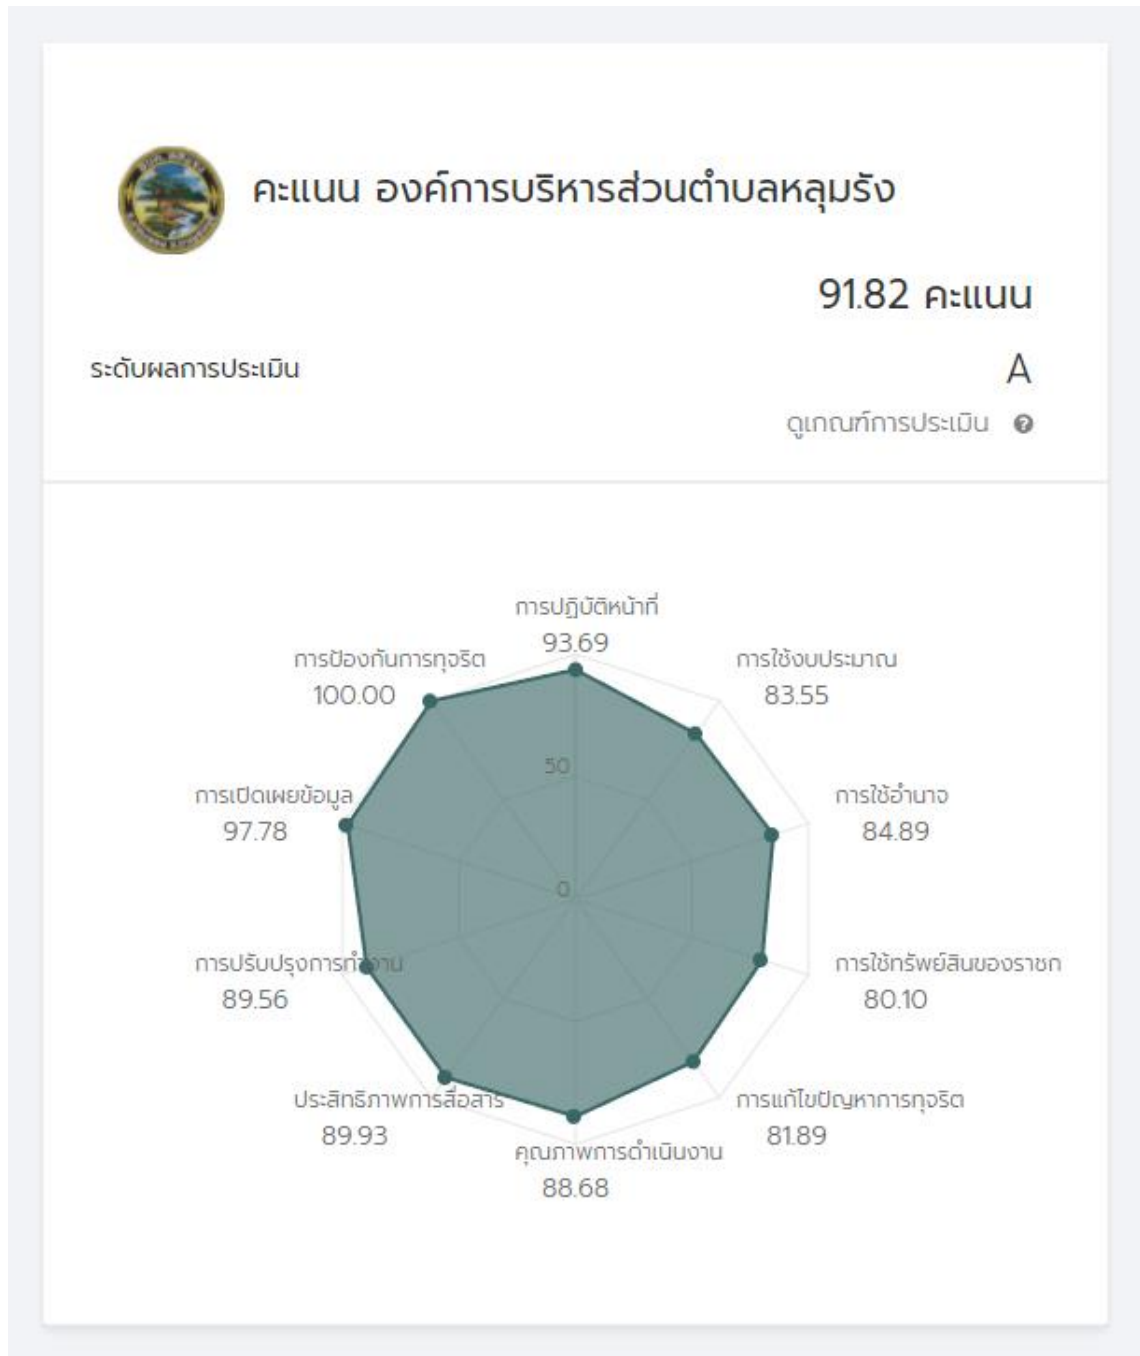 คะแนน องค์การบริหารส่วนตำบลหลุมรัง
91.82 คะแนน
ระดับผลการประเมิน
A
ดูเกณฑ์การประเมิน
การปฏิบัติหน้าที่
93.69
การใช้งบประมาณ
83.55
การใช้อำนาจ
84.89
การใช้ทรัพย์สินของราชก
80.10
การแก้ไขปัญหาการทุจริต
81.89
คุณภาพการดำเนินงาน
88.68
ประสิทธิภาพการสื่อสาร
89.93
การปรับปรุงการทำงาน
89.56
การเปิดเผยข้อมูล
97.78
การป้องกันการทุจริต
100.00
50
0